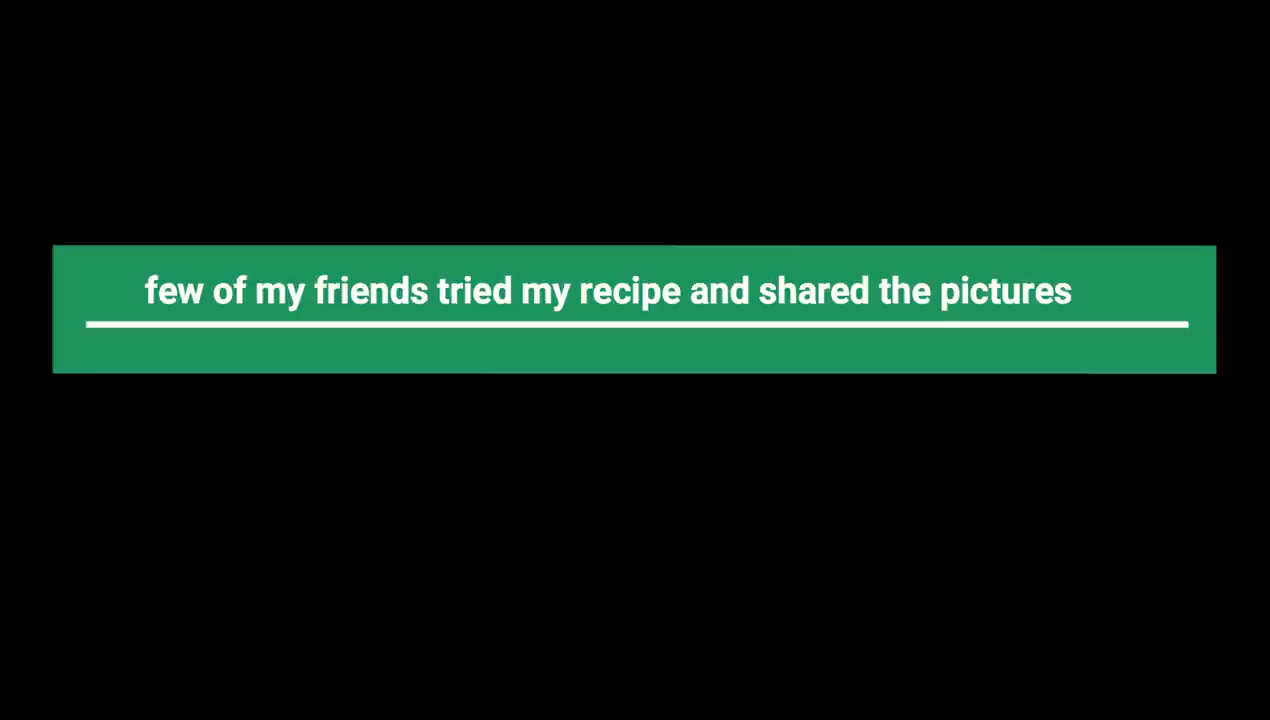 few of my friends tried my recipe and shared the pictures